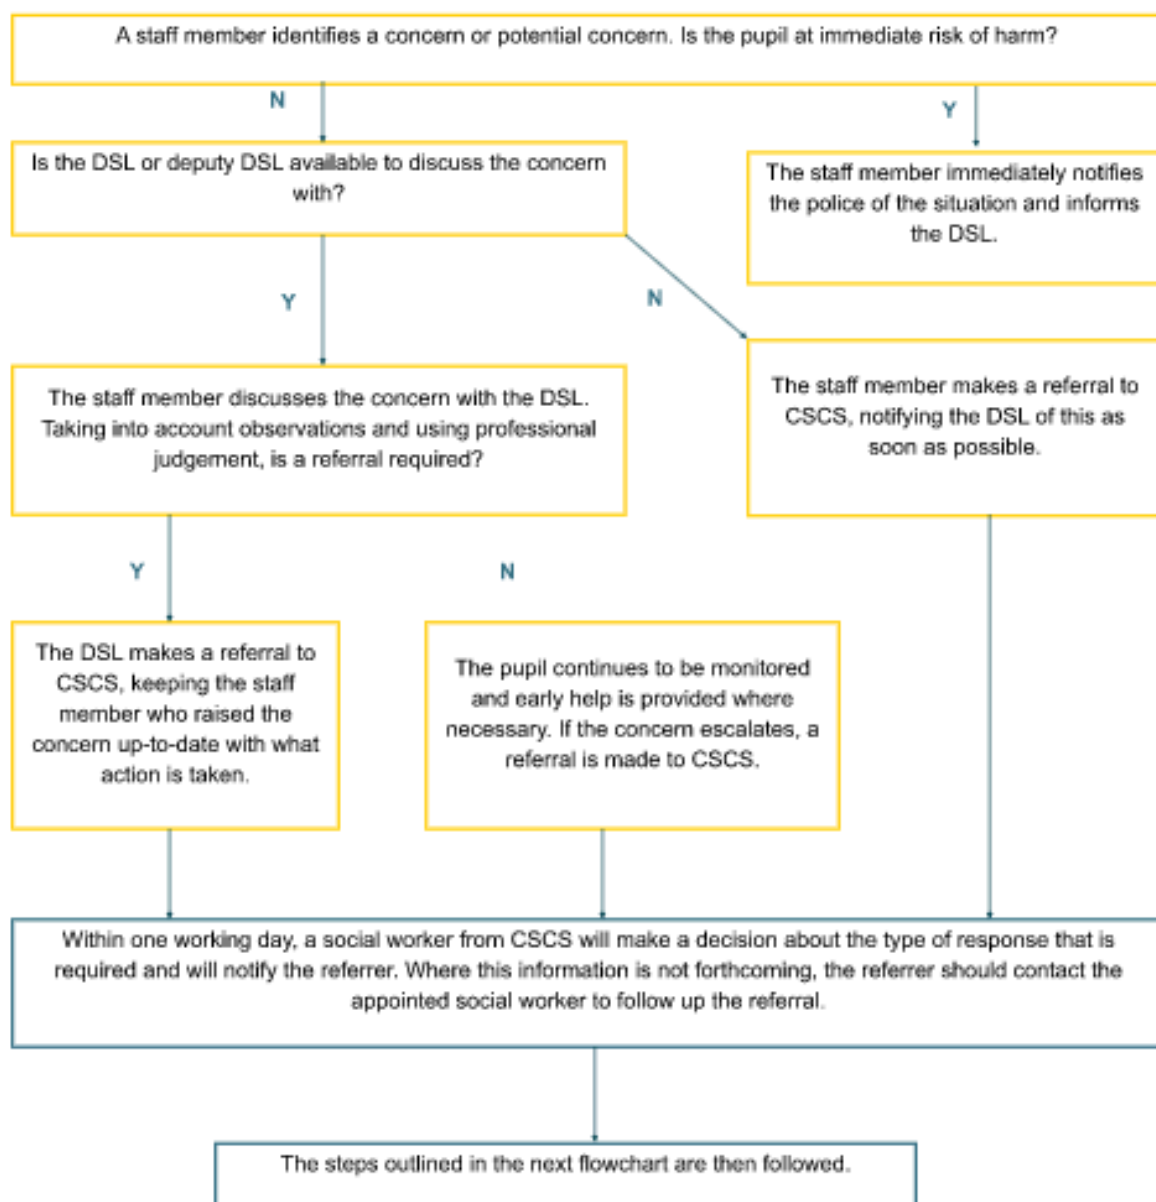 A staff member identifies a concern or potential concern. Is the pupil at immediate risk of harm?
N
Y
Is the DSL or deputy DSL available to discuss the concern
with?
The staff member immediately notifies
the police of the situation and informs
the DSL.
Y
N
The staff member discusses the concern with the DSL.
Taking into account observations and using professional
judgement, is a referral required?
The staff member makes a referral to
CSCS, notifying the DSL of this as
soon as possible.
Y
N
The DSL makes a referral to
CSCS, keeping the staff
member who raised the
concern up-to-date with what
action is taken.
The pupil continues to be monitored
and early help is provided where
necessary. If the concern escalates, a
referral is made to CSCS.
Within one working day, a social worker from CSCS will make a decision about the type of response that is
required and will notify the referrer. Where this information is not forthcoming, the referrer should contact the
appointed social worker to follow up the referral.
The steps outlined in the next flowchart are then followed.